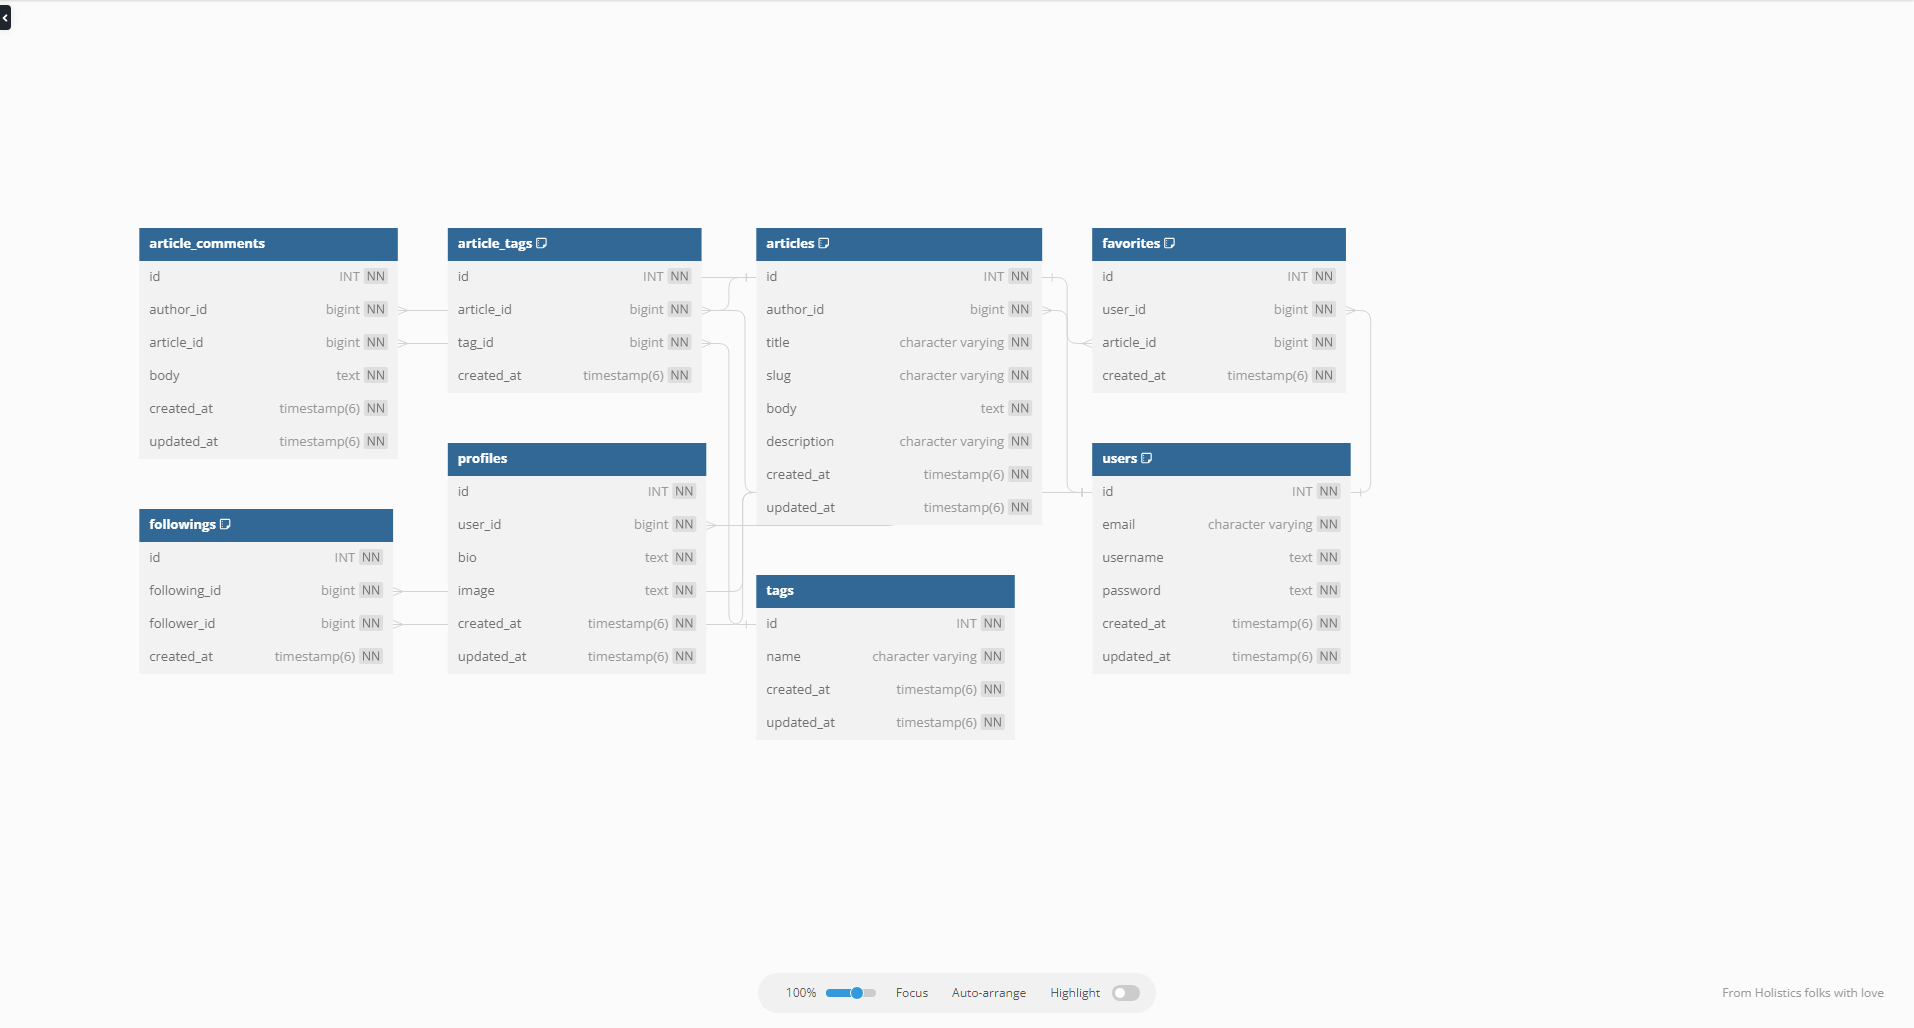 article_comments
id INT NN
author_id bigint NN
article_id bigint NN
body text NN
created_at timestamp(6) NN
updated_at timestamp(6) NN
article_tags
id INT NN
article_id bigint NN
tag_id bigint NN
created_at timestamp(6) NN
articles
id INT NN
author_id bigint NN
title character varying NN
slug character varying NN
body text NN
description character varying NN
created_at timestamp(6) NN
updated_at timestamp(6) NN
favorites
id INT NN
user_id bigint NN
article_id bigint NN
created_at timestamp(6) NN
followings
id INT NN
following_id bigint NN
follower_id bigint NN
created_at timestamp(6) NN
profiles
id INT NN
user_id bigint NN
bio text NN
image text NN
created_at timestamp(6) NN
updated_at timestamp(6) NN
tags
id INT NN
name character varying NN
created_at timestamp(6) NN
updated_at timestamp(6) NN
users
id INT NN
email character varying NN
username text NN
password text NN
created_at timestamp(6) NN
updated_at timestamp(6) NN
100% Focus Auto-arrange Highlight
From Holistics folks with love